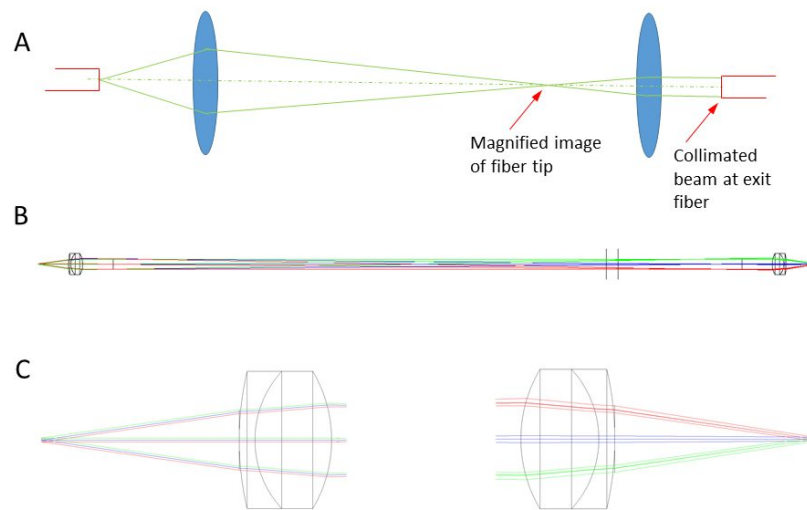 A
Magnified image
of fiber tip
Collimated
beam at exit
fiber
B
C